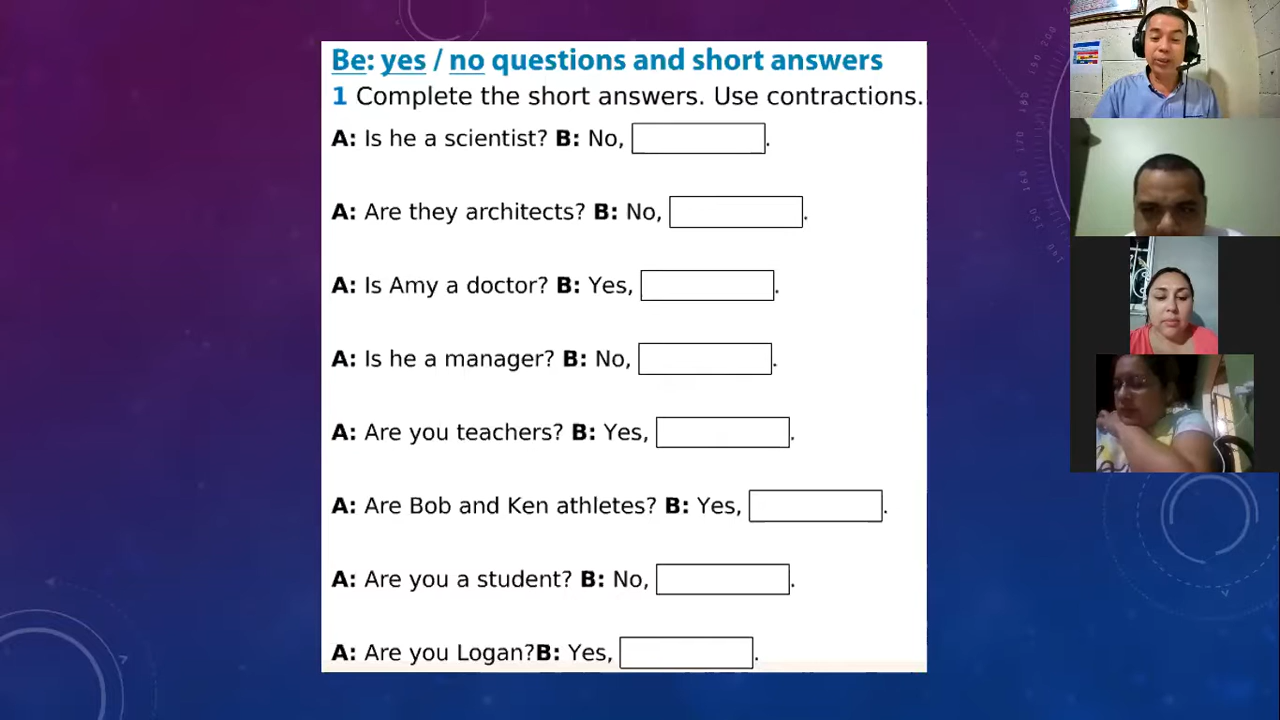 Be: yes / no questions and short answers
1 Complete the short answers. Use contractions.
A: Is he a scientist? B: No, .
A: Are they architects? B: No, .
A: Is Amy a doctor? B: Yes, .
A: Is he a manager? B: No, .
A: Are you teachers? B: Yes, .
A: Are Bob and Ken athletes? B: Yes, .
A: Are you a student? B: No, .
A: Are you Logan?B: Yes, .